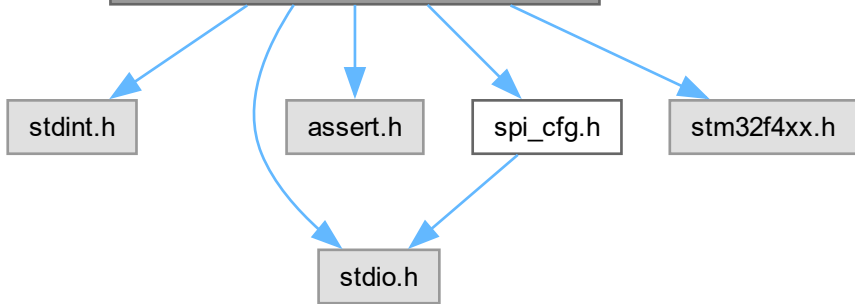 stdint.h
assert.h
spi_cfg.h
stm32f4xx.h
stdio.h